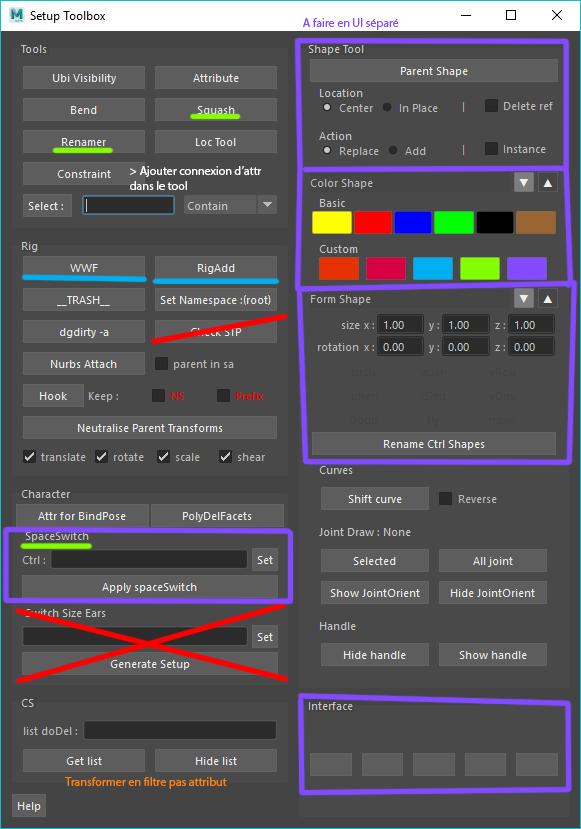 Setup Toolbox
A faire en UI séparé
Tools
Ubi Visibility
Attribute
Bend
Squash
Renamer
Loc Tool
Constraint
> Ajouter connexion d'attr
dans le tool
Select :
Contain
Rig
WWF
RigAdd
__TRASH__
Set Namespace :(root)
dgdirty -a
Check STP
Nurbs Attach
parent in sa
Hook
Keep :
NS
Prefix
Neutralise Parent Transforms
translate
rotate
scale
shear
Character
Attr for BindPose
PolyDelFacets
SpaceSwitch
Ctrl :
Set
Apply spaceSwitch
Switch Size Ears
Set
Generate Setup
CS
list doDel :
Get list
Hide list
Transformer en filtre pas attribut
Help
Shape Tool
Parent Shape
Location
Center
In Place
|
Delete ref
Action
Replace
Add
|
Instance
Color Shape
Basic
Custom
Form Shape
size x : 1.00 y : 1.00 z : 1.00
rotation x : 0.00 y : 0.00 z : 0.00
Rename Ctrl Shapes
Curves
Shift curve
Reverse
Joint Draw : None
Selected
All joint
Show JointOrient
Hide JointOrient
Handle
Hide handle
Show handle
Interface